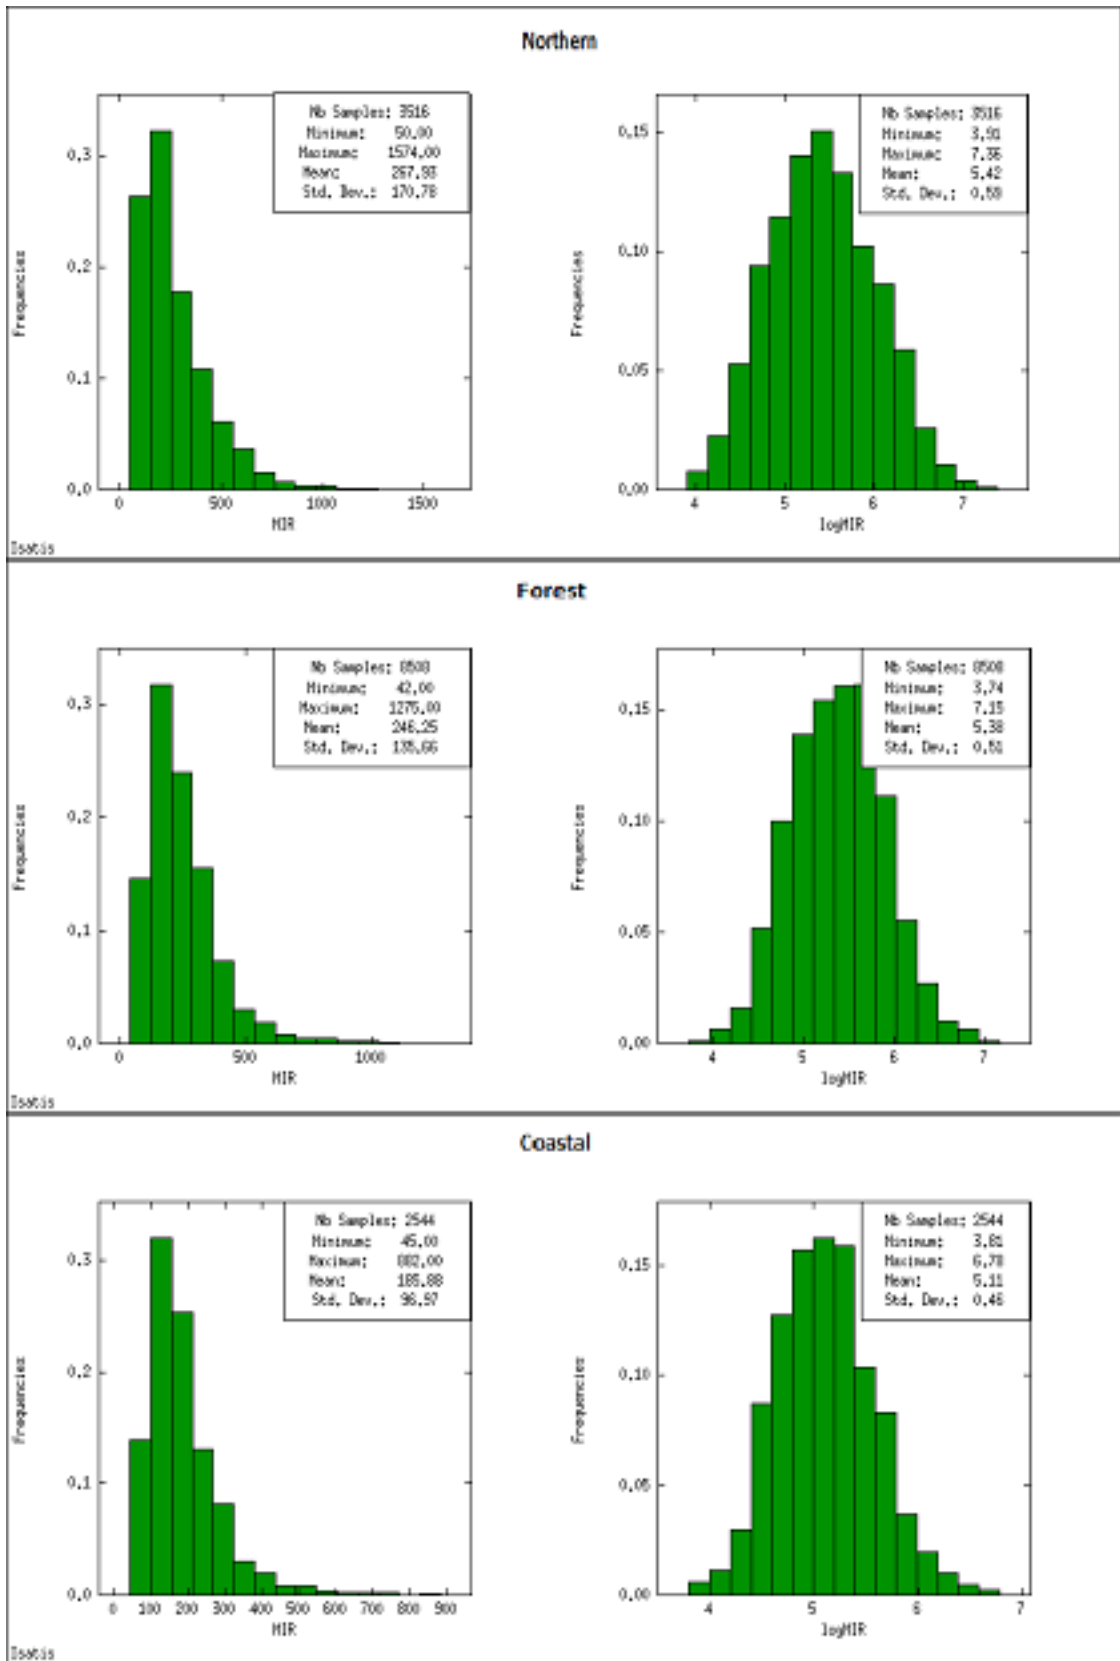 Northern
Nb Samples: 3516
Minimum: 50.00
Maximum: 1574.00
Mean: 267.93
Std. Dev.: 170.78
0.3
0.2
0.1
0.0
Frequencies
0 500 1000 1500
MIR
Nb Samples: 3516
Minimum: 3.91
Maximum: 7.36
Mean: 5.42
Std. Dev.:
0.15
0.10
0.05
0.00
Frequencies
4 5 6 7
logMIR
Isatis
Forest
Nb Samples: 8508
Minimum: 42.00
Maximum: 1275.00
Mean: 246.25
Std. Dev.: 135.66
0.3
0.2
0.1
0.0
Frequencies
0 500 1000
MIR
Nb Samples: 8508
Minimum: 3.74
Maximum: 7.15
Mean: 5.38
Std. Dev.: 0.51
0.15
0.10
0.05
0.00
Frequencies
4 5 6 7
logMIR
Isatis
Coastal
Nb Samples: 2544
Minimum: 45.00
Maximum: 882.00
Mean: 185.88
Std. Dev.: 96.97
0.3
0.2
0.1
0.0
Frequencies
0 100 200 300 400 500 600 700 800 900
MIR
Nb Samples: 2544
Minimum: 3.81
Maximum: 6.78
Mean: 5.11
Std. Dev.: 0.46
0.15
0.10
0.05
0.00
Frequencies
4 5 6 7
logMIR
Isatis